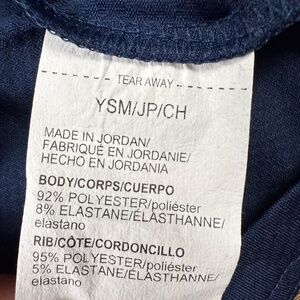 TEAR AWAY
YSM/JP/CH
MADE IN JORDAN/
FABRIQUÉ EN JORDANIE/
HECHO EN JORDANIA
BODY/CORPS/CUERPO
92% POLYESTER/poliéster
8% ELASTANE/ÉLASTHANNE/
elastano
RIB/CÔTE/CORDONCILLO
95% POLYESTER/poliéster
5% ELASTANE/ÉLASTHANNE/
elastano